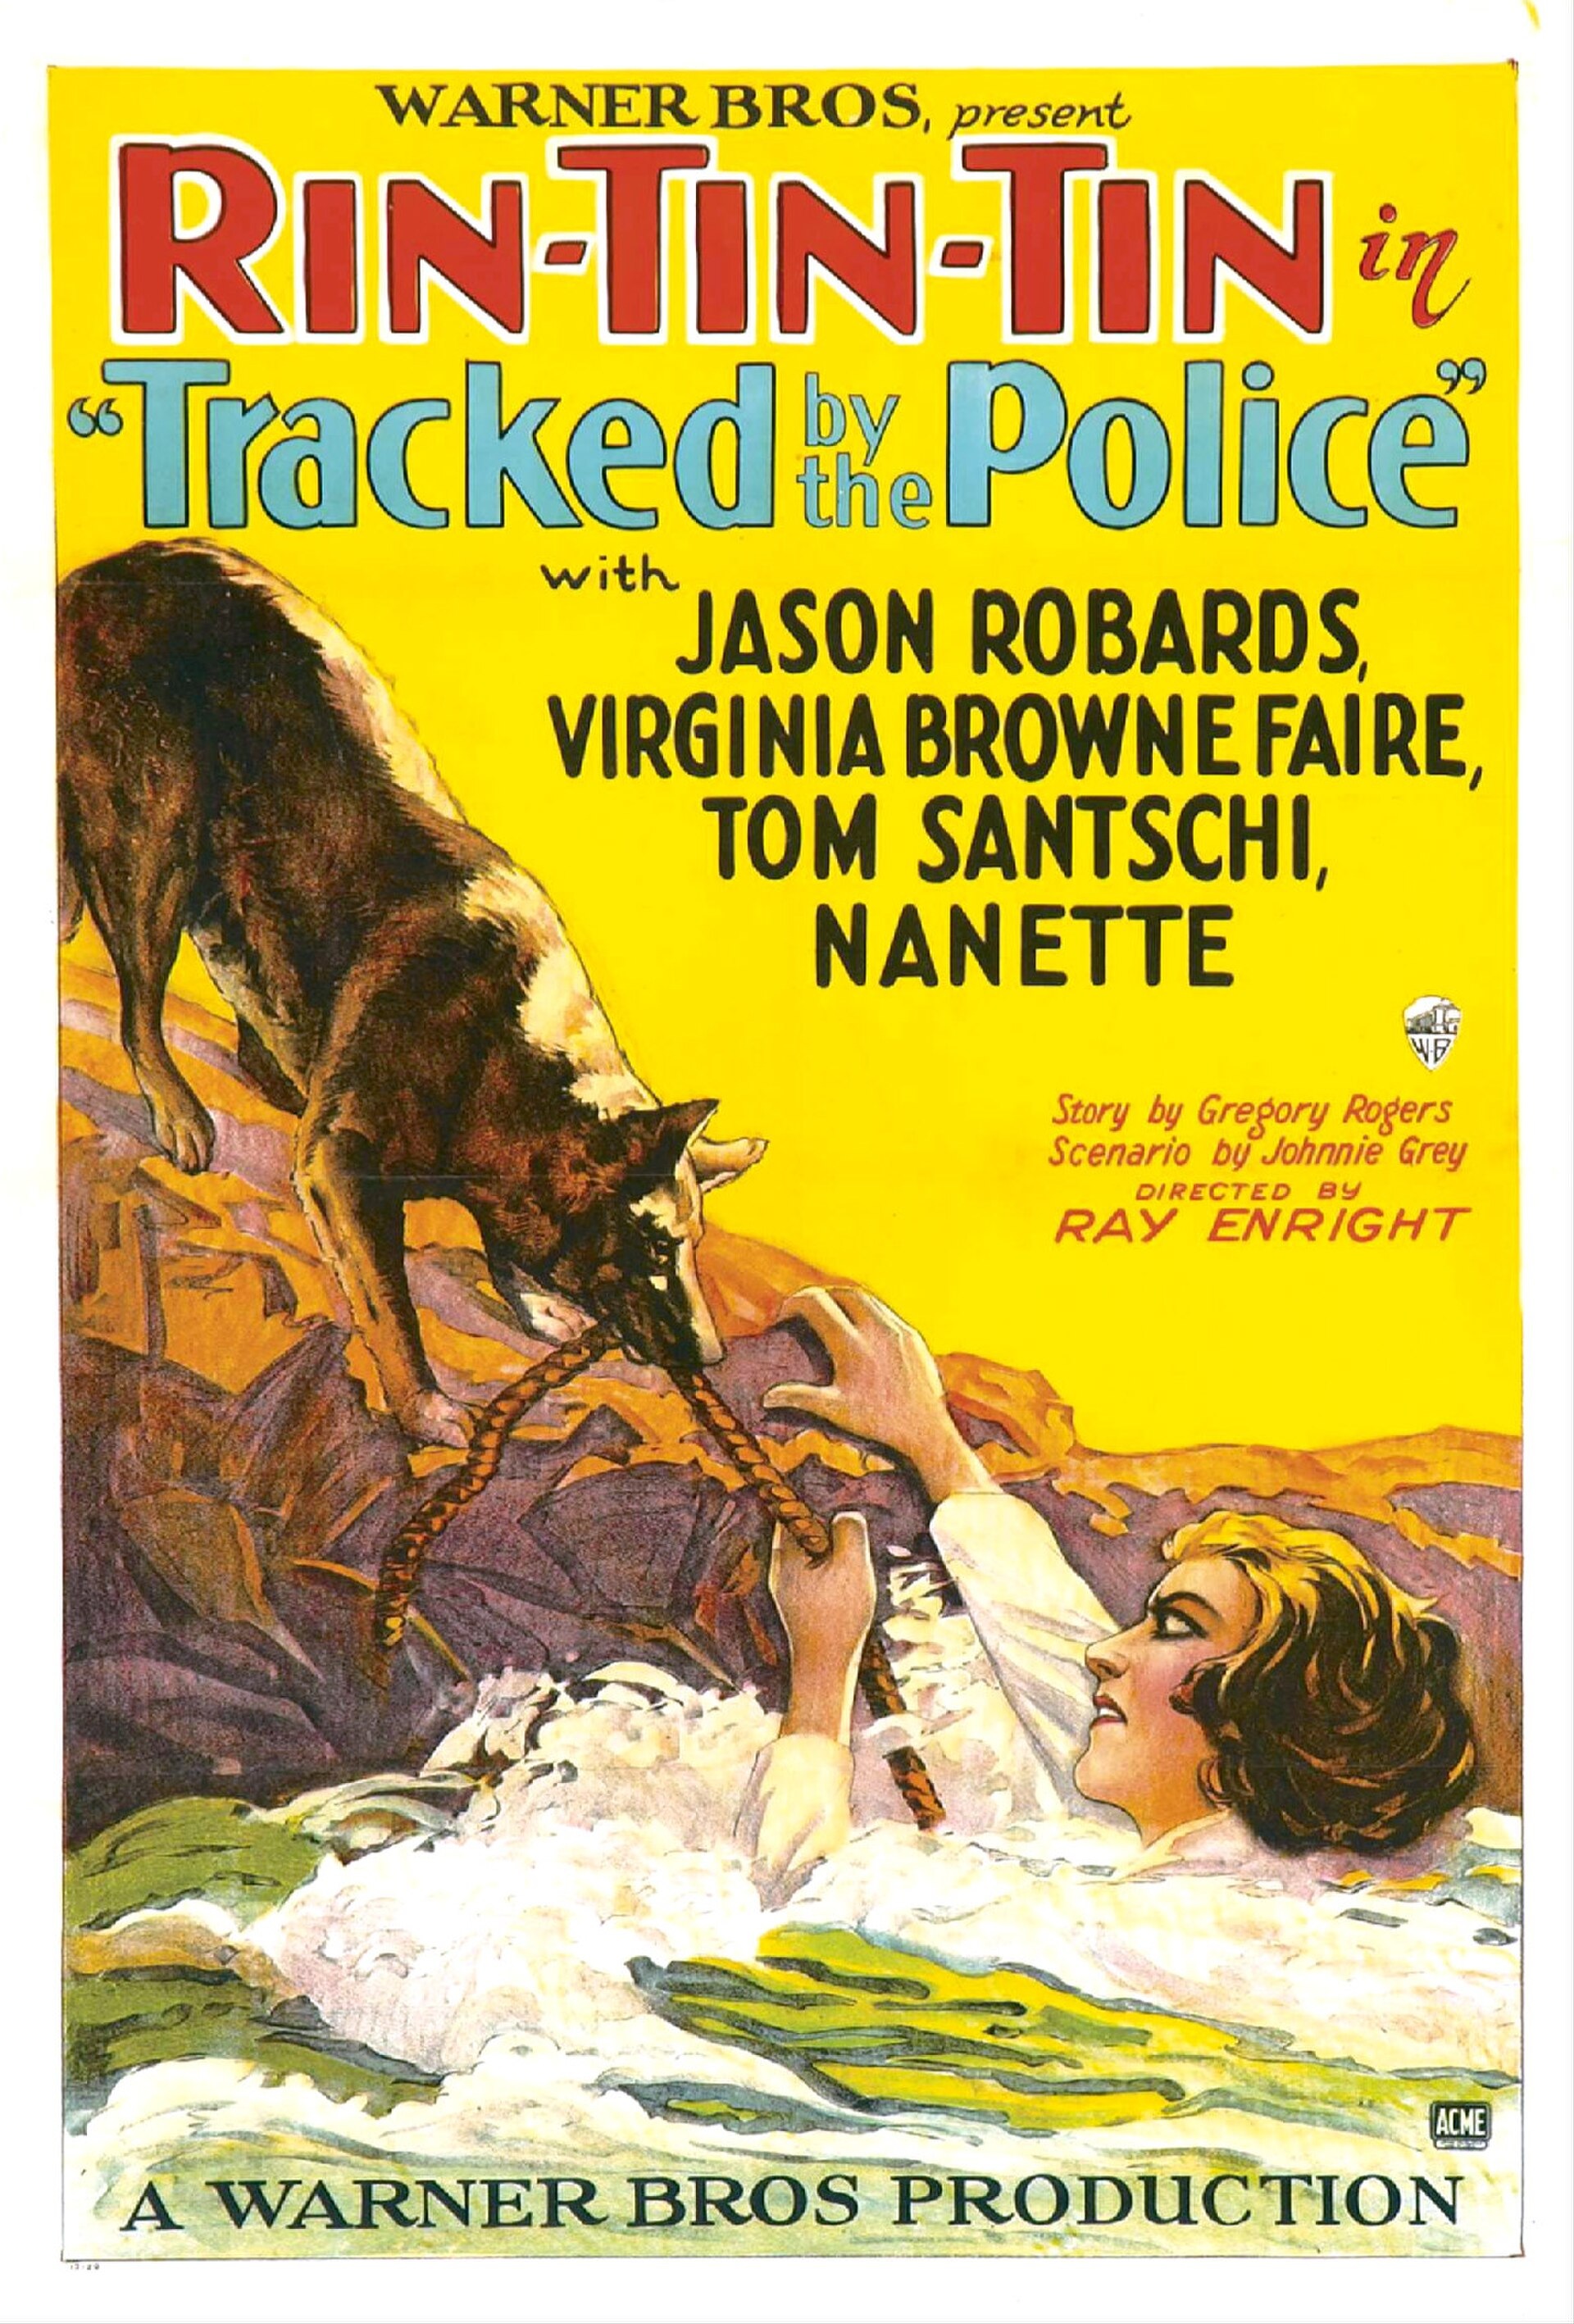 WARNER BROS. present
RIN-TIN-TIN in
"Tracked by the Police"
with
JASON ROBARDS,
VIRGINIA BROWNE FAIRE,
TOM SANTSCHI,
NANETTE
W-B
Story by Gregory Rogers
Scenario by Johnnie Grey
DIRECTED BY
RAY ENRIGHT
ACME
A WARNER BROS PRODUCTION